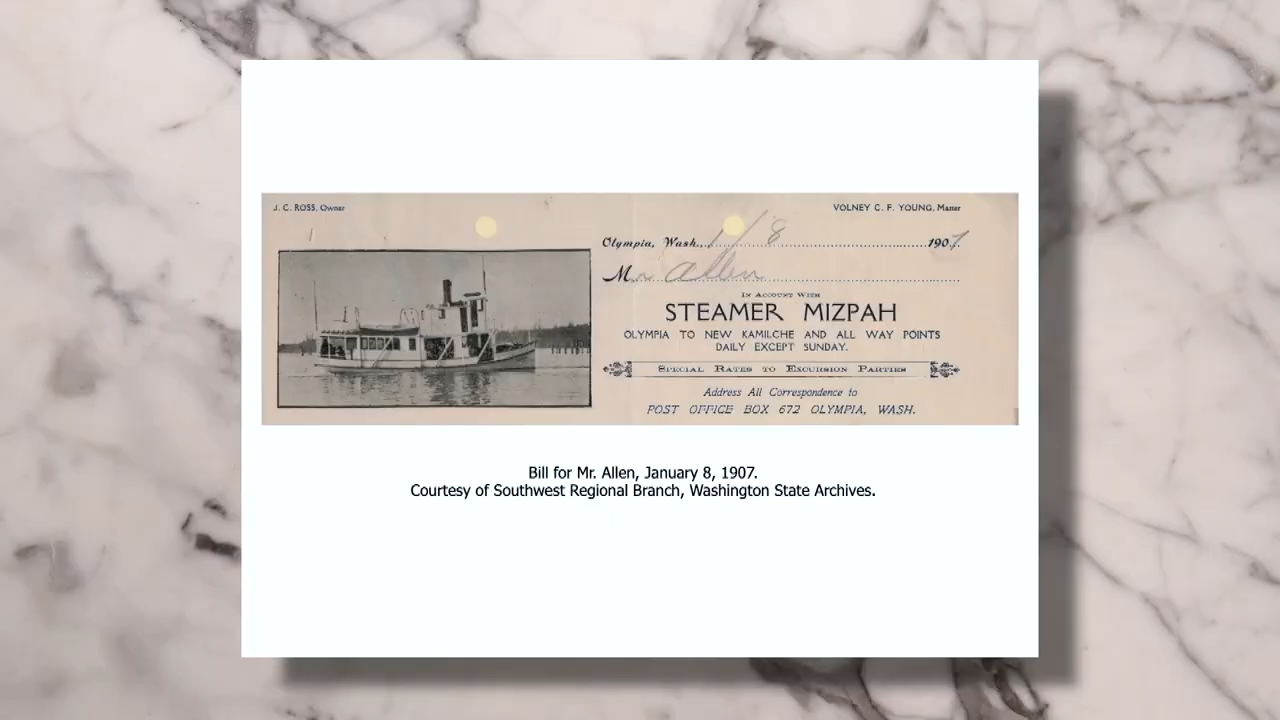 J. C. ROSS, Owner
VOLNEY C. F. YOUNG, Master
Olympia, Wash., 1/8 1907
Mr Allen
IN ACCOUNT WITH
STEAMER MIZPAH
OLYMPIA TO NEW KAMILCHE AND ALL WAY POINTS
DAILY EXCEPT SUNDAY.
SPECIAL RATES TO EXCURSION PARTIES
Address All Correspondence to
POST OFFICE BOX 672 OLYMPIA, WASH.
Bill for Mr. Allen, January 8, 1907.
Courtesy of Southwest Regional Branch, Washington State Archives.